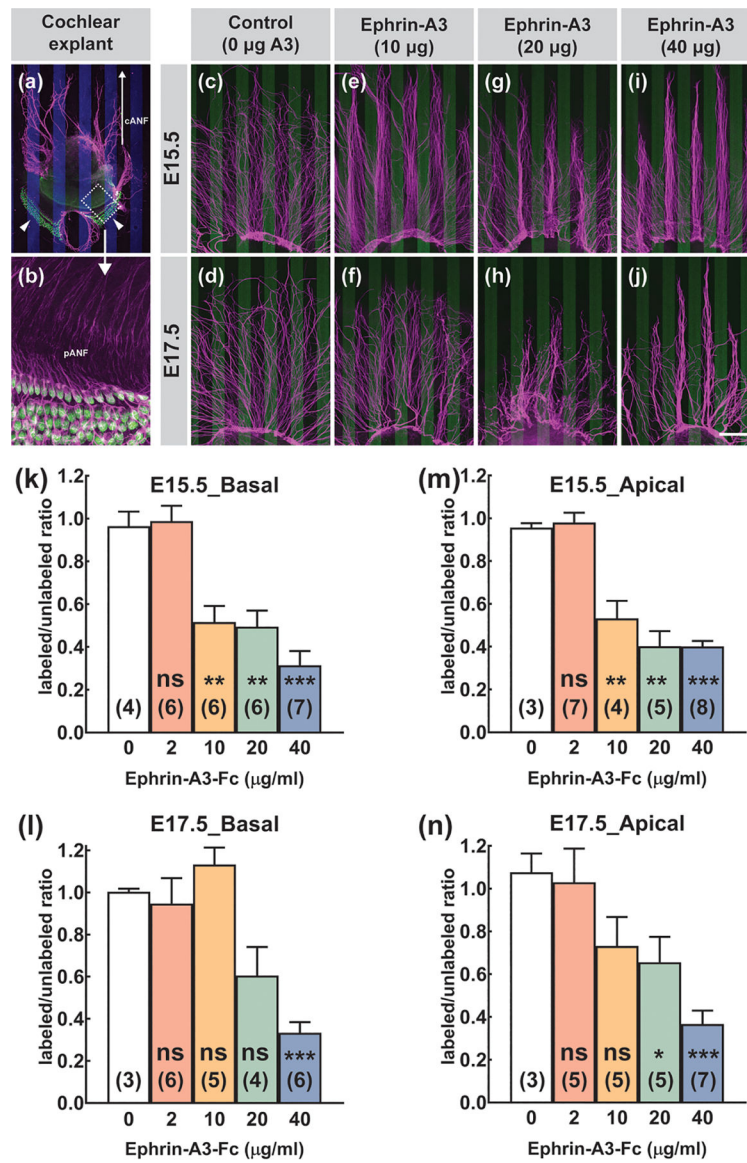 Cochlear
explant
Control
(0 µg A3)
Ephrin-A3
(10 µg)
Ephrin-A3
(20 µg)
Ephrin-A3
(40 µg)
E15.5
E17.5
(a)
cANF
(c)
(e)
(g)
(i)
(b)
pANF
(d)
(f)
(h)
(j)
(k)
E15.5_Basal
labeled/unlabeled ratio
1.2
1.0
0.8
0.6
0.4
0.2
0.0
ns
**
**
***
(4)
(6)
(6)
(6)
(7)
0
2
10
20
40
Ephrin-A3-Fc (µg/ml)
(m)
E15.5_Apical
labeled/unlabeled ratio
1.2
1.0
0.8
0.6
0.4
0.2
0.0
ns
**
**
***
(3)
(7)
(4)
(5)
(8)
0
2
10
20
40
Ephrin-A3-Fc (µg/ml)
(l)
E17.5_Basal
labeled/unlabeled ratio
1.2
1.0
0.8
0.6
0.4
0.2
0.0
ns
ns
ns
***
(3)
(6)
(5)
(4)
(6)
0
2
10
20
40
Ephrin-A3-Fc (µg/ml)
(n)
E17.5_Apical
labeled/unlabeled ratio
1.2
1.0
0.8
0.6
0.4
0.2
0.0
ns
ns
*
***
(3)
(5)
(5)
(5)
(7)
0
2
10
20
40
Ephrin-A3-Fc (µg/ml)